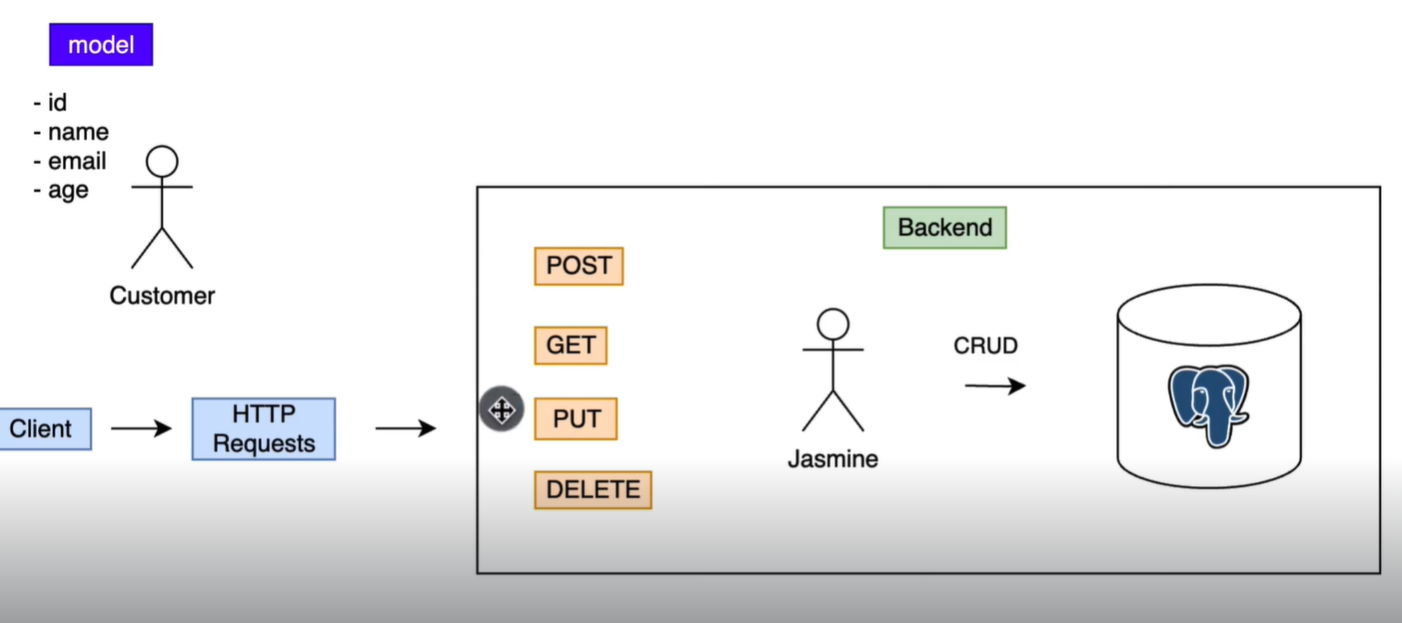 model
- id
- name
- email
- age
Customer
Client
HTTP
Requests
Backend
POST
GET
PUT
DELETE
Jasmine
CRUD